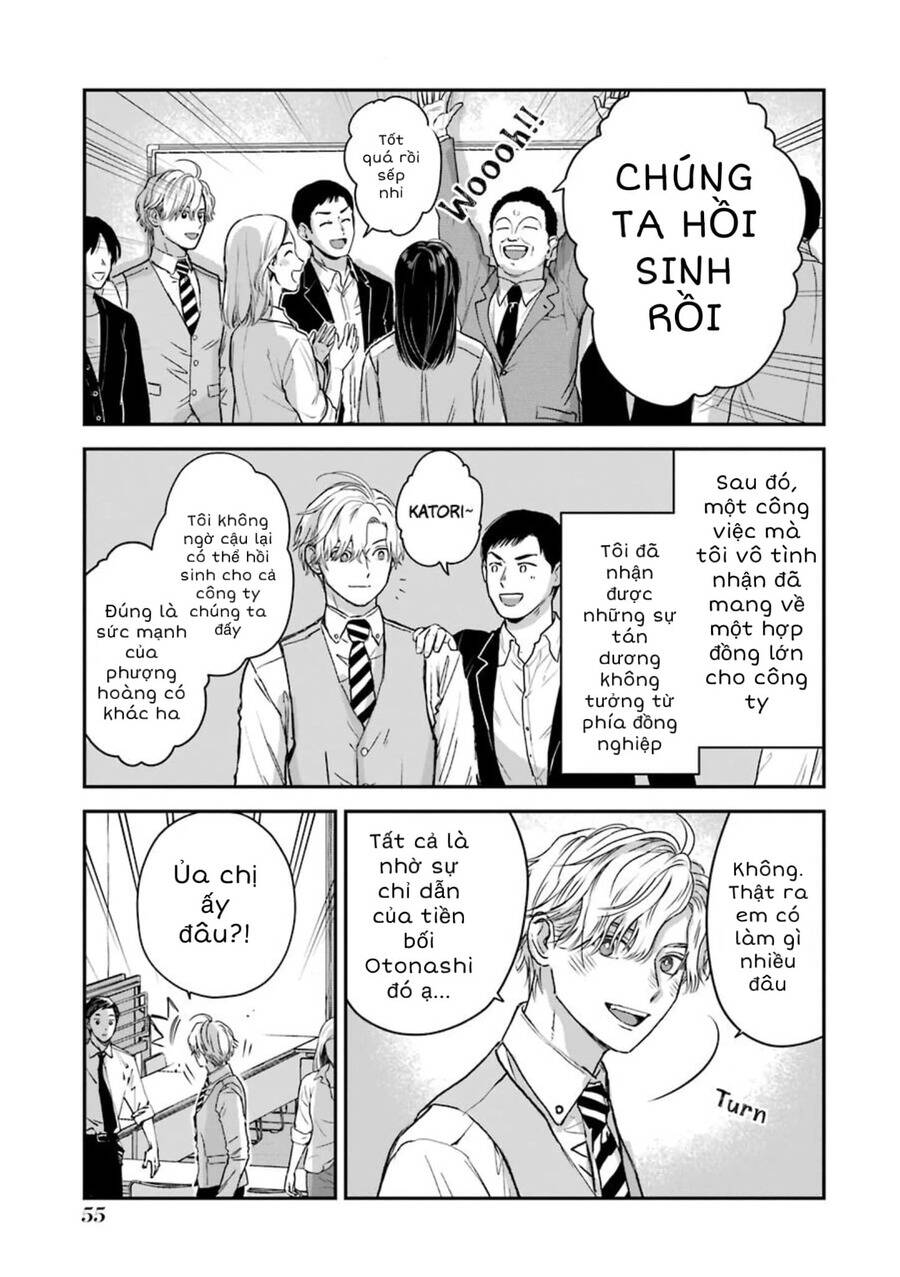 CHÚNG
TA HỒI
SINH
RỒI
Woooh!!
Tốt
quá rồi
sếp
nhỉ
Sau đó,
một công
việc mà
tôi vô tình
nhận đã
mang về
một hợp
đồng lớn
cho công
ty
Tôi đã
nhận
được
những sự
tán
dương
không
tưởng từ
phía đồng
nghiệp
KATORI~
Tôi không
ngờ cậu lại
có thể hồi
sinh cho cả
công ty
chúng ta
đấy
Đúng là
sức mạnh
của
phượng
hoàng có
khác ha
Không.
Thật ra
em có
làm gì
nhiều
đâu
Tất cả là
nhờ sự
chỉ dẫn
của tiền
bối
Otonashi
đó ạ...
Turn
Ủa chị
ấy
đâu?!
55